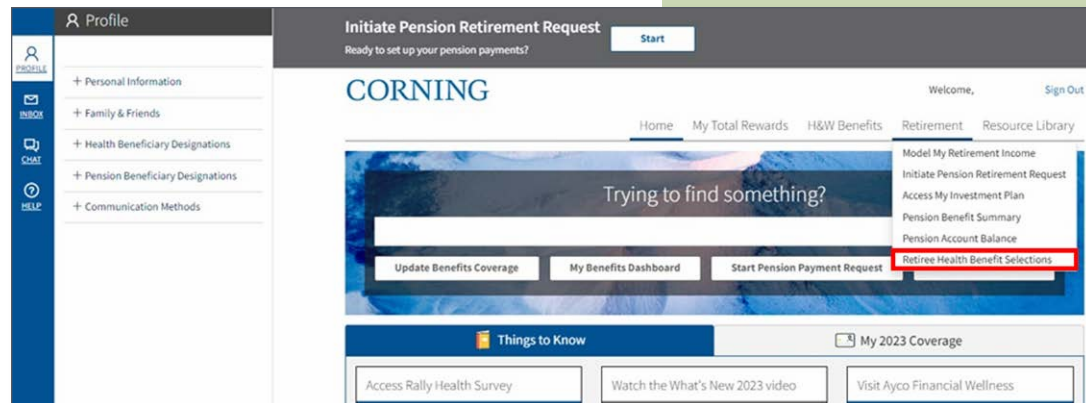 Profile
PROFILE
INBOX
CHAT
HELP
+ Personal Information
+ Family & Friends
+ Health Beneficiary Designations
+ Pension Beneficiary Designations
+ Communication Methods
Initiate Pension Retirement Request
Ready to set up your pension payments?
Start
CORNING
Welcome,
Sign Out
Home
My Total Rewards
H&W Benefits
Retirement
Resource Library
Model My Retirement Income
Initiate Pension Retirement Request
Access My Investment Plan
Pension Benefit Summary
Pension Account Balance
Retiree Health Benefit Selections
Trying to find something?
Update Benefits Coverage
My Benefits Dashboard
Start Pension Payment Request
Things to Know
My 2023 Coverage
Access Rally Health Survey
Watch the What's New 2023 video
Visit Ayco Financial Wellness